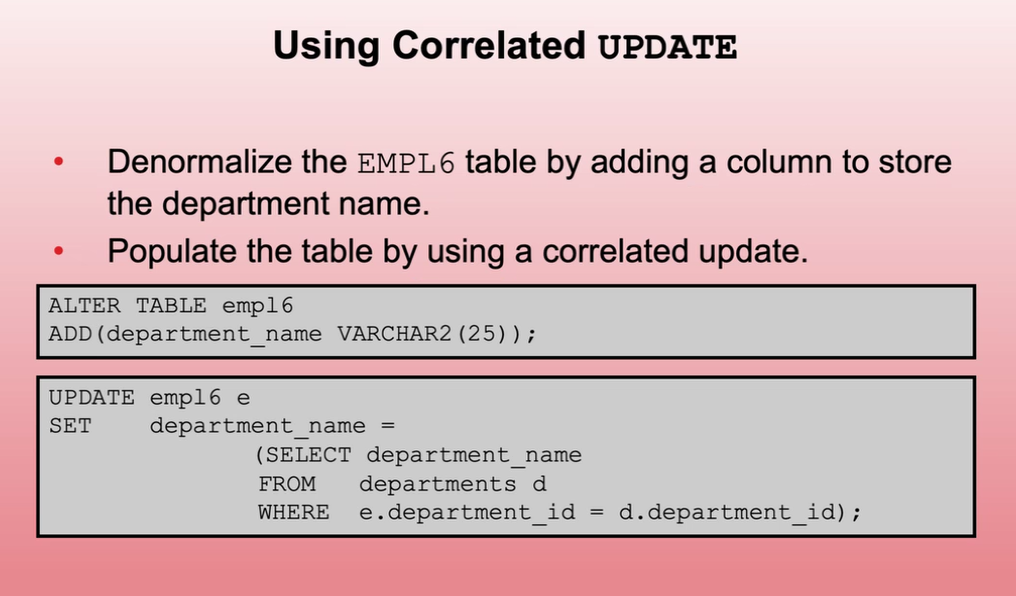 Using Correlated UPDATE
• Denormalize the EMPL6 table by adding a column to store
the department name.
• Populate the table by using a correlated update.
ALTER TABLE empl6
ADD(department_name VARCHAR2(25));
UPDATE empl6 e
SET    department_name =
              (SELECT department_name
               FROM   departments d
               WHERE  e.department_id = d.department_id);